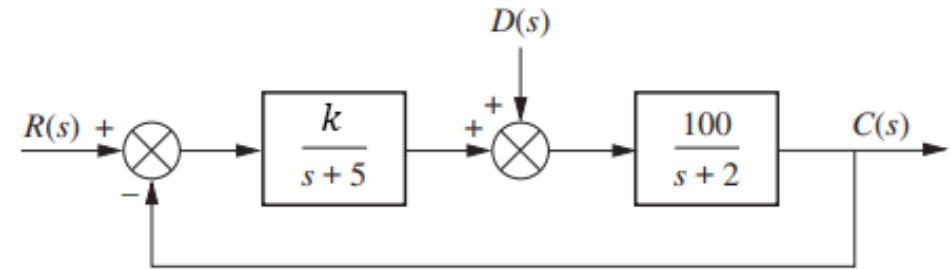 D(s)
R(s) + − k / s + 5 + + 100 / s + 2 C(s)